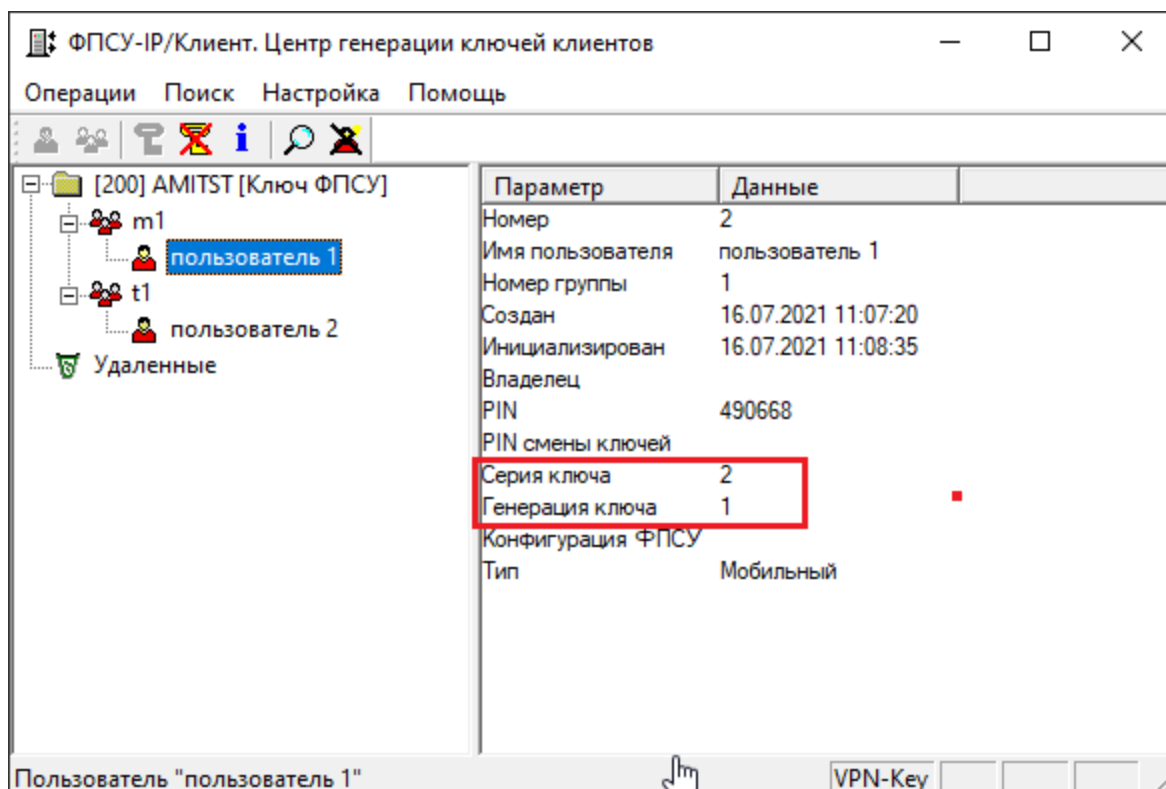 ФПСУ-IP/Клиент. Центр генерации ключей клиентов
Операции Поиск Настройка Помощь
[200] AMITST [Ключ ФПСУ]
m1
пользователь 1
t1
пользователь 2
Удаленные
Параметр Данные
Номер 2
Имя пользователя пользователь 1
Номер группы 1
Создан 16.07.2021 11:07:20
Инициализирован 16.07.2021 11:08:35
Владелец
PIN 490668
PIN смены ключей
Серия ключа 2
Генерация ключа 1
Конфигурация ФПСУ
Тип Мобильный
Пользователь "пользователь 1" VPN-Key